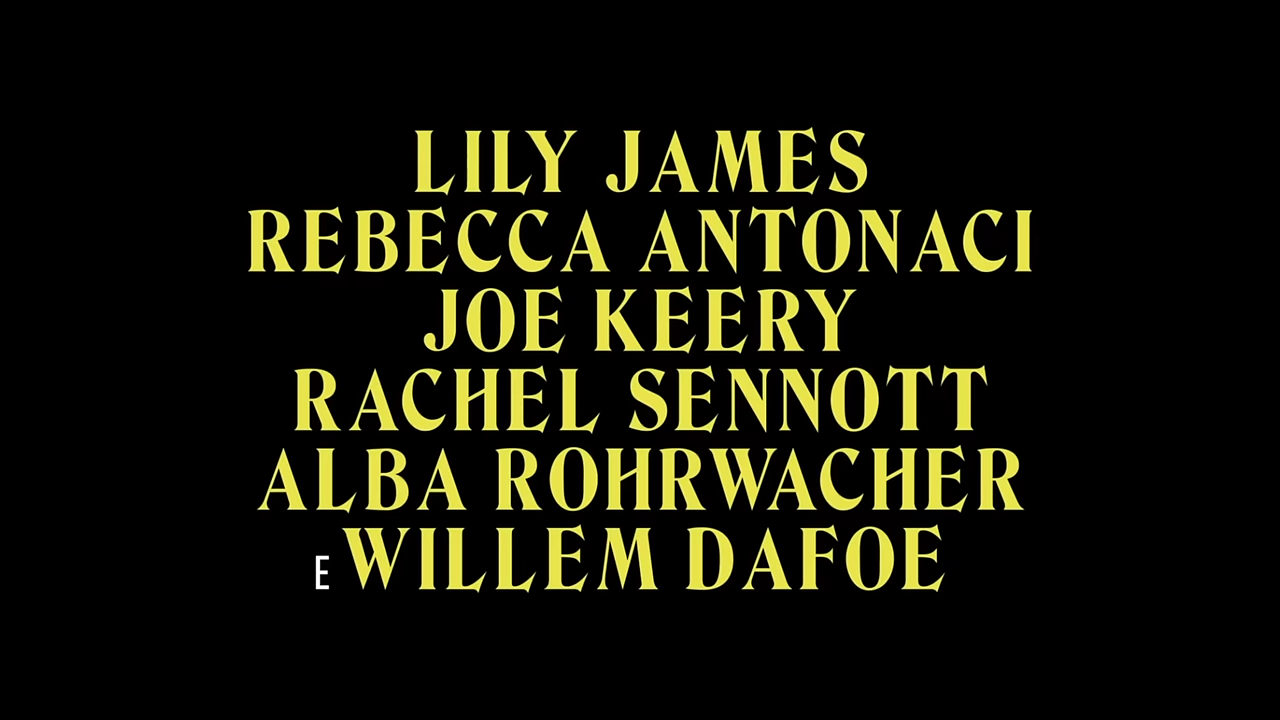 LILY JAMES
REBECCA ANTONACI
JOE KEERY
RACHEL SENNOTT
ALBA ROHRWACHER
E WILLEM DAFOE